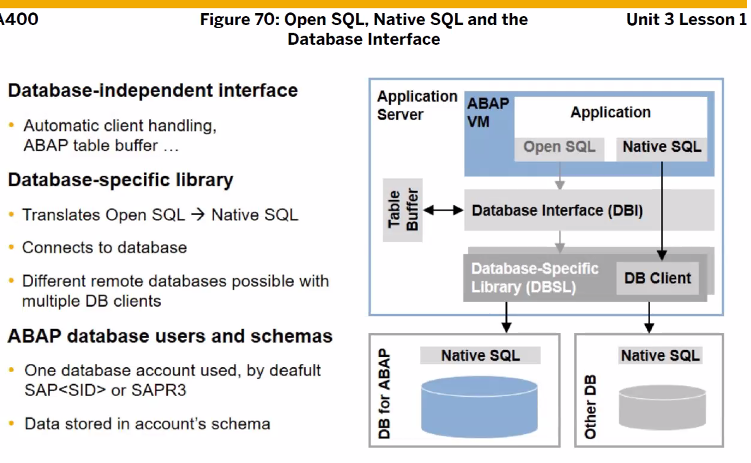 A400
Figure 70: Open SQL, Native SQL and the
Database Interface
Unit 3 Lesson 1
Database-independent interface
• Automatic client handling,
ABAP table buffer …
Database-specific library
• Translates Open SQL → Native SQL
• Connects to database
• Different remote databases possible with
multiple DB clients
ABAP database users and schemas
• One database account used, by deafult
SAP<SID> or SAPR3
• Data stored in account's schema
Application
Server
ABAP
VM
Application
Open SQL
Native SQL
Table
Buffer
Database Interface (DBI)
Database-Specific
Library (DBSL)
DB Client
DB for ABAP
Native SQL
Other DB
Native SQL